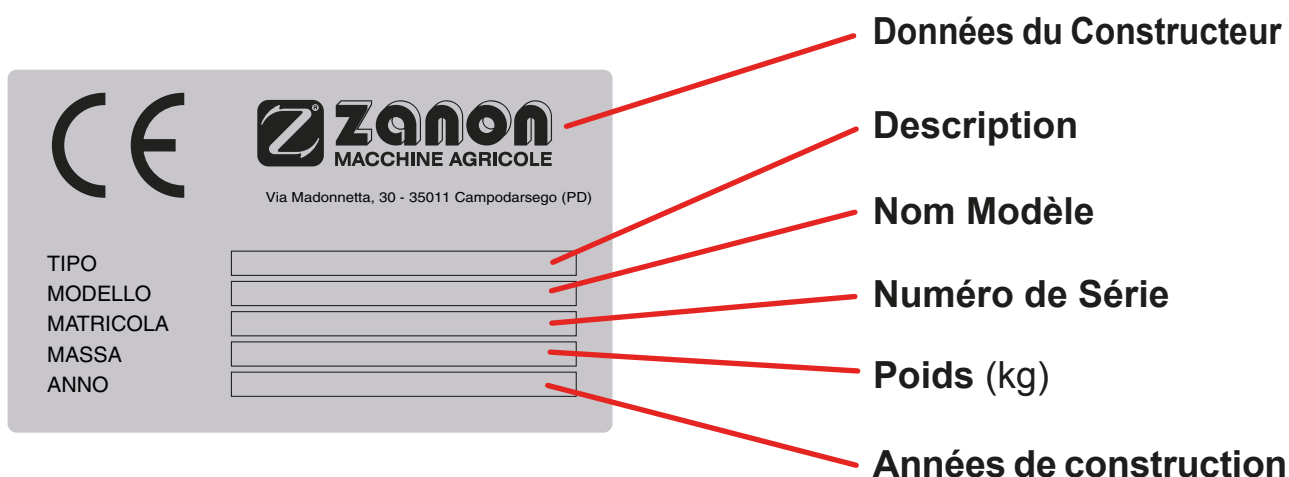 Données du Constructeur
CE
Z® zanon
MACCHINE AGRICOLE
Via Madonnetta, 30 - 35011 Campodarsego (PD)
Description
Nom Modèle
Numéro de Série
Poids (kg)
Années de construction
TIPO
MODELLO
MATRICOLA
MASSA
ANNO